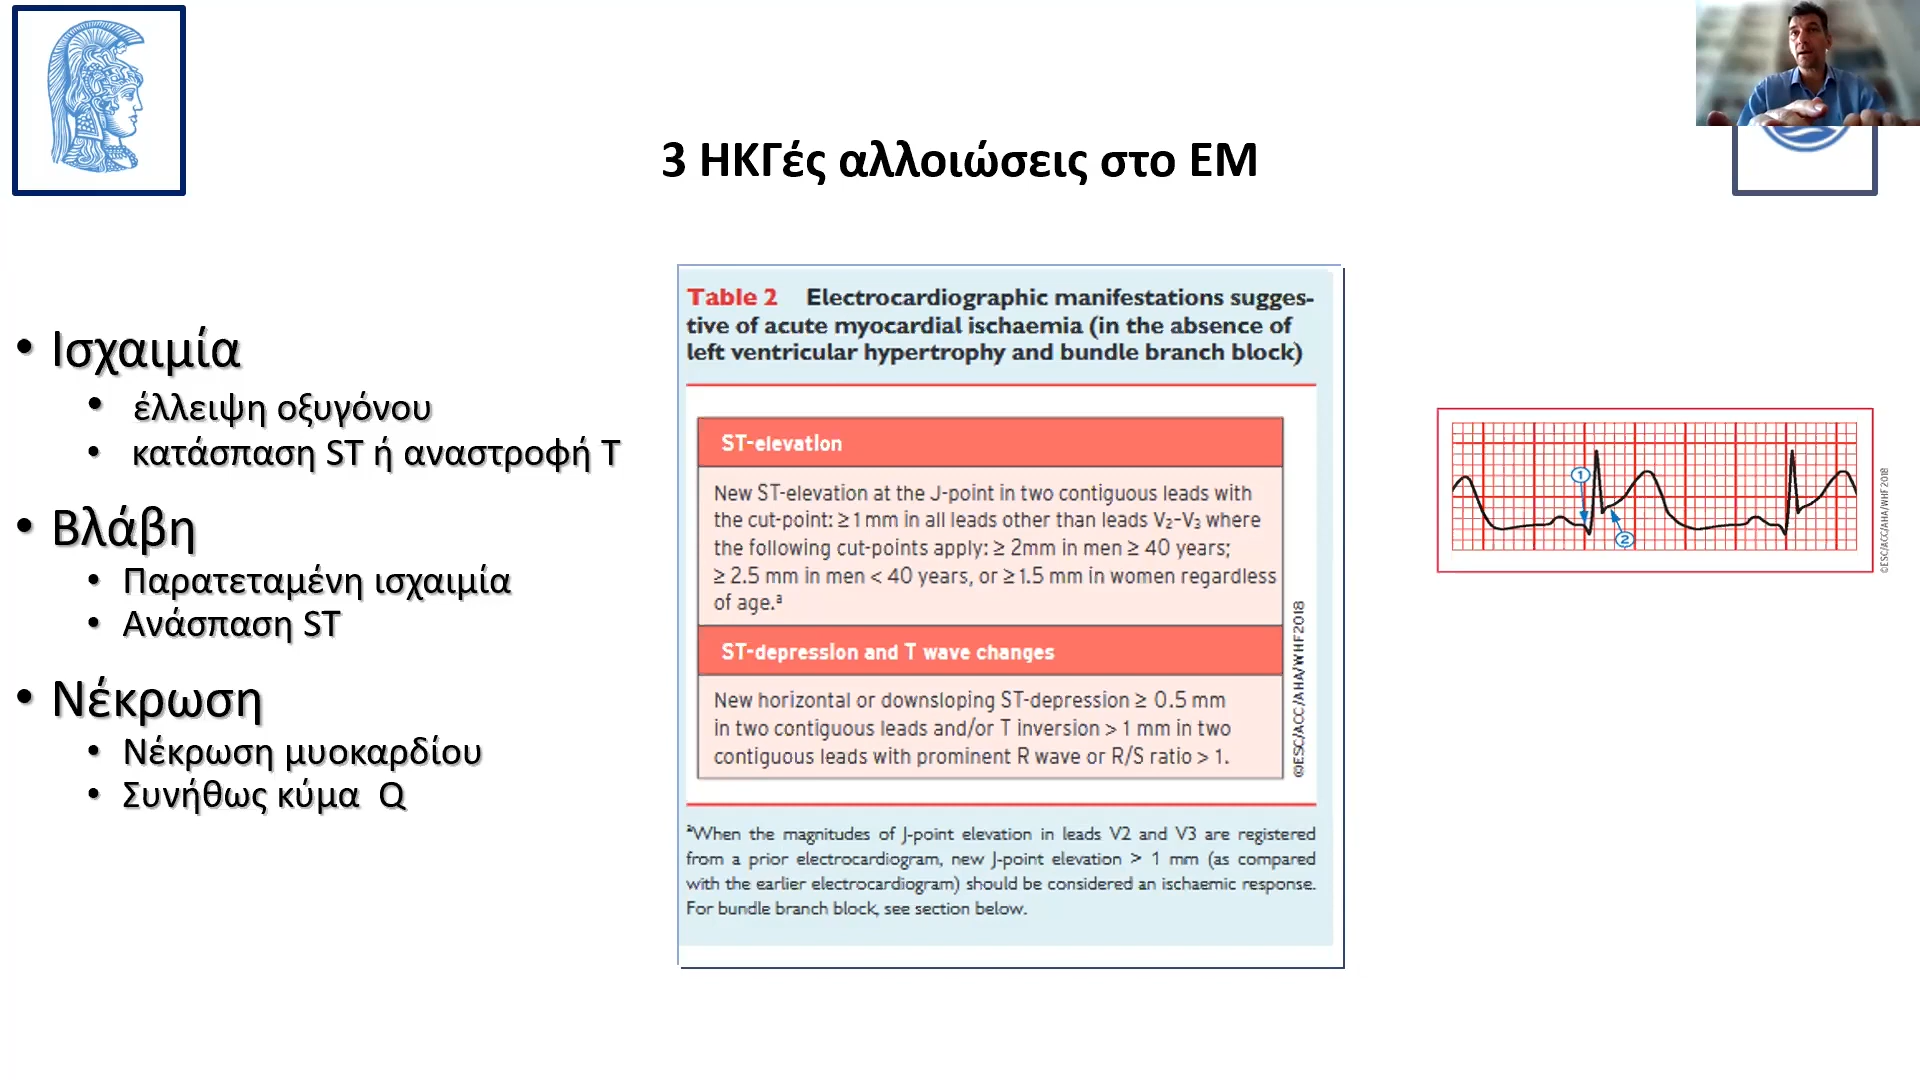 3 ΗΚΓές αλλοιώσεις στο ΕΜ
• Ισχαιμία
• έλλειψη οξυγόνου
• κατάσπαση ST ή αναστροφή Τ
• Βλάβη
• Παρατεταμένη ισχαιμία
• Ανάσπαση ST
• Νέκρωση
• Νέκρωση μυοκαρδίου
• Συνήθως κύμα Q
Table 2 Electrocardiographic manifestations sugges-
tive of acute myocardial ischaemia (in the absence of
left ventricular hypertrophy and bundle branch block)
ST-elevation
New ST-elevation at the J-point in two contiguous leads with
the cut-point: ≥ 1 mm in all leads other than leads V₂-V₃ where
the following cut-points apply: ≥ 2mm in men ≥ 40 years;
≥ 2.5 mm in men < 40 years, or ≥ 1.5 mm in women regardless
of age.ª
ST-depression and T wave changes
New horizontal or downsloping ST-depression ≥ 0.5 mm
in two contiguous leads and/or T inversion > 1 mm in two
contiguous leads with prominent R wave or R/S ratio > 1.
©ESC/ACC/AHA/WHF2018
ªWhen the magnitudes of J-point elevation in leads V2 and V3 are registered
from a prior electrocardiogram, new J-point elevation > 1 mm (as compared
with the earlier electrocardiogram) should be considered an ischaemic response.
For bundle branch block, see section below.
1
2
©ESC/ACC/AHA/WHF 2018